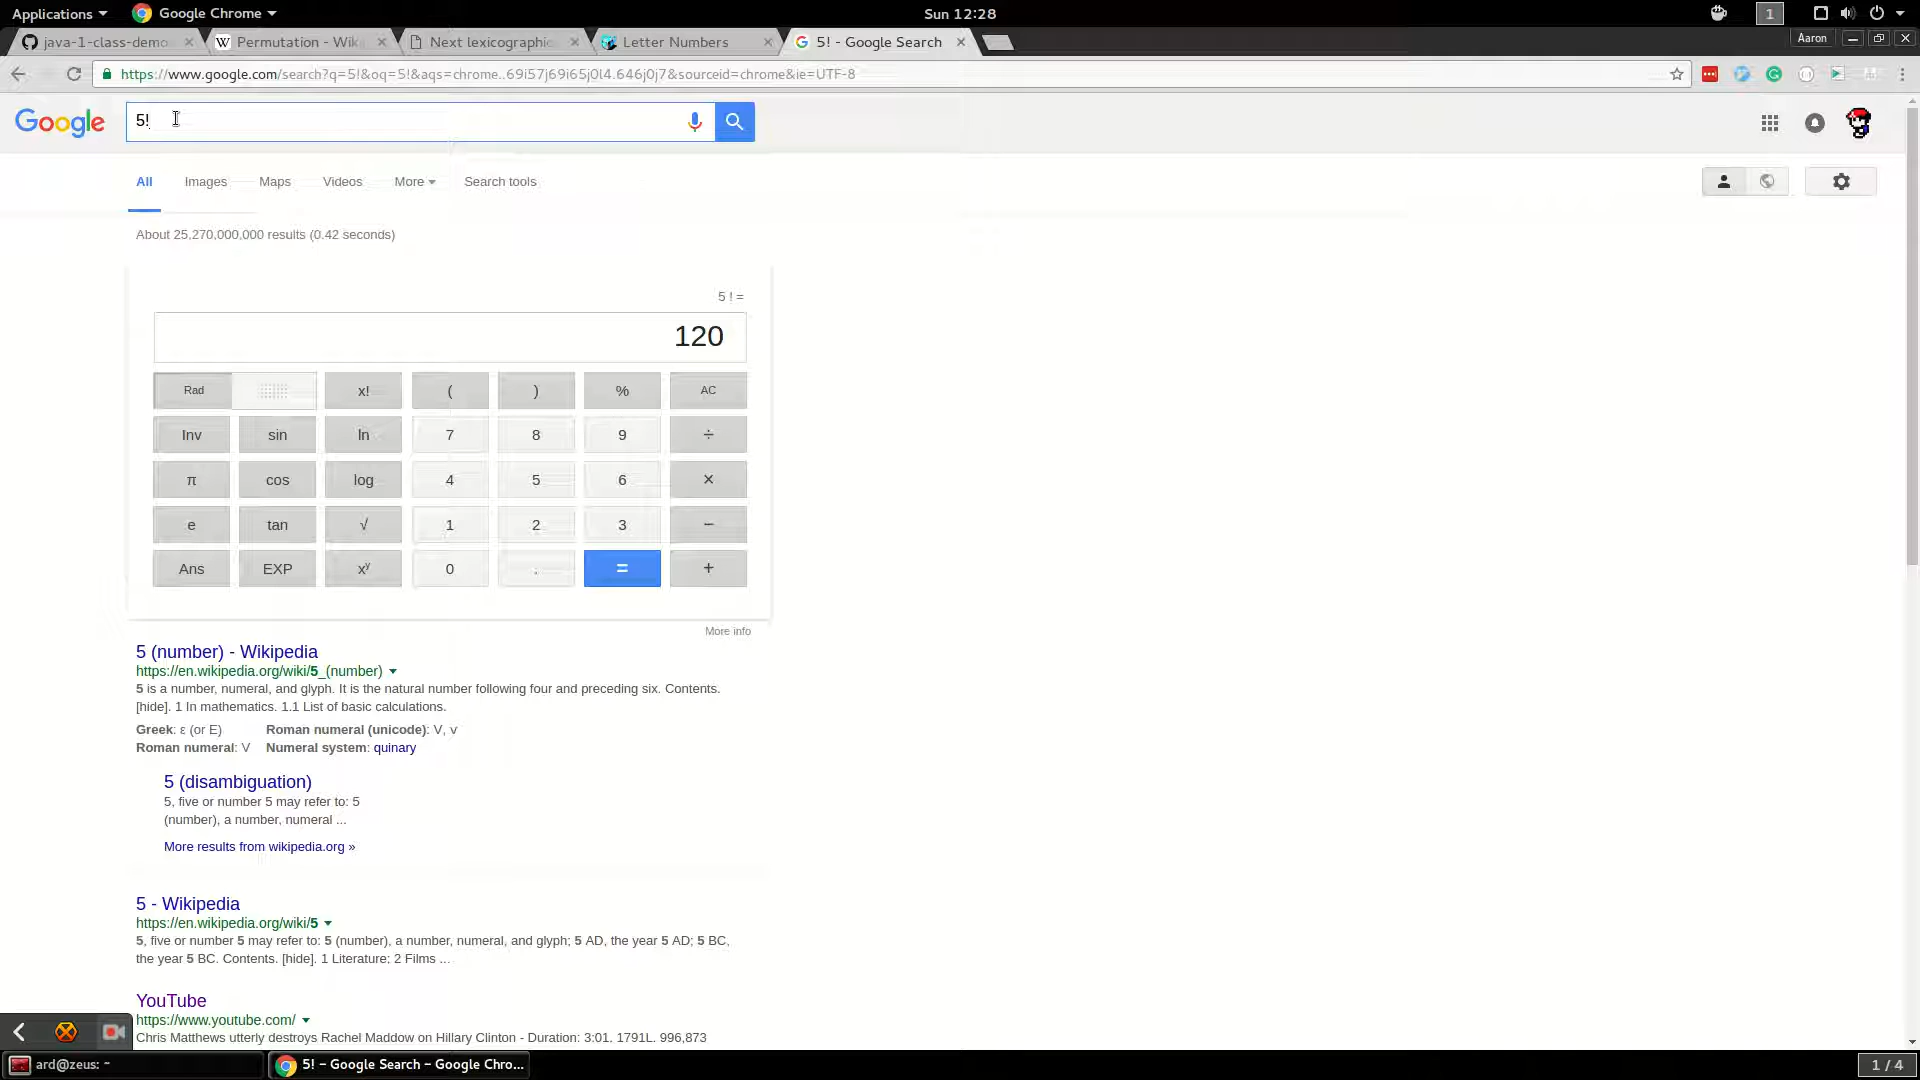 Applications
Google Chrome
Sun 12:28
1
java-1-class-demo
Permutation - Wiki
Next lexicographic
Letter Numbers
5! - Google Search
Aaron
https://www.google.com/search?q=5!&oq=5!&aqs=chrome..69i57j69i65j0l4.646j0j7&sourceid=chrome&ie=UTF-8
Google
5!
All
Images
Maps
Videos
More
Search tools
About 25,270,000,000 results (0.42 seconds)
5 ! =
120
Rad x! ( ) % AC
Inv sin ln 7 8 9 ÷
π cos log 4 5 6 ×
e tan √ 1 2 3 −
Ans EXP xʸ 0 . = +
More info
5 (number) - Wikipedia
https://en.wikipedia.org/wiki/5_(number)
5 is a number, numeral, and glyph. It is the natural number following four and preceding six. Contents.
[hide]. 1 In mathematics. 1.1 List of basic calculations.
Greek: ε (or E) Roman numeral (unicode): V, v
Roman numeral: V Numeral system: quinary
5 (disambiguation)
5, five or number 5 may refer to: 5
(number), a number, numeral ...
More results from wikipedia.org »
5 - Wikipedia
https://en.wikipedia.org/wiki/5
5, five or number 5 may refer to: 5 (number), a number, numeral, and glyph; 5 AD, the year 5 AD; 5 BC,
the year 5 BC. Contents. [hide]. 1 Literature; 2 Films ...
YouTube
https://www.youtube.com/
Chris Matthews utterly destroys Rachel Maddow on Hillary Clinton - Duration: 3:01. 1791L. 996,873
ard@zeus: ~
5! – Google Search – Google Chro...
1 / 4